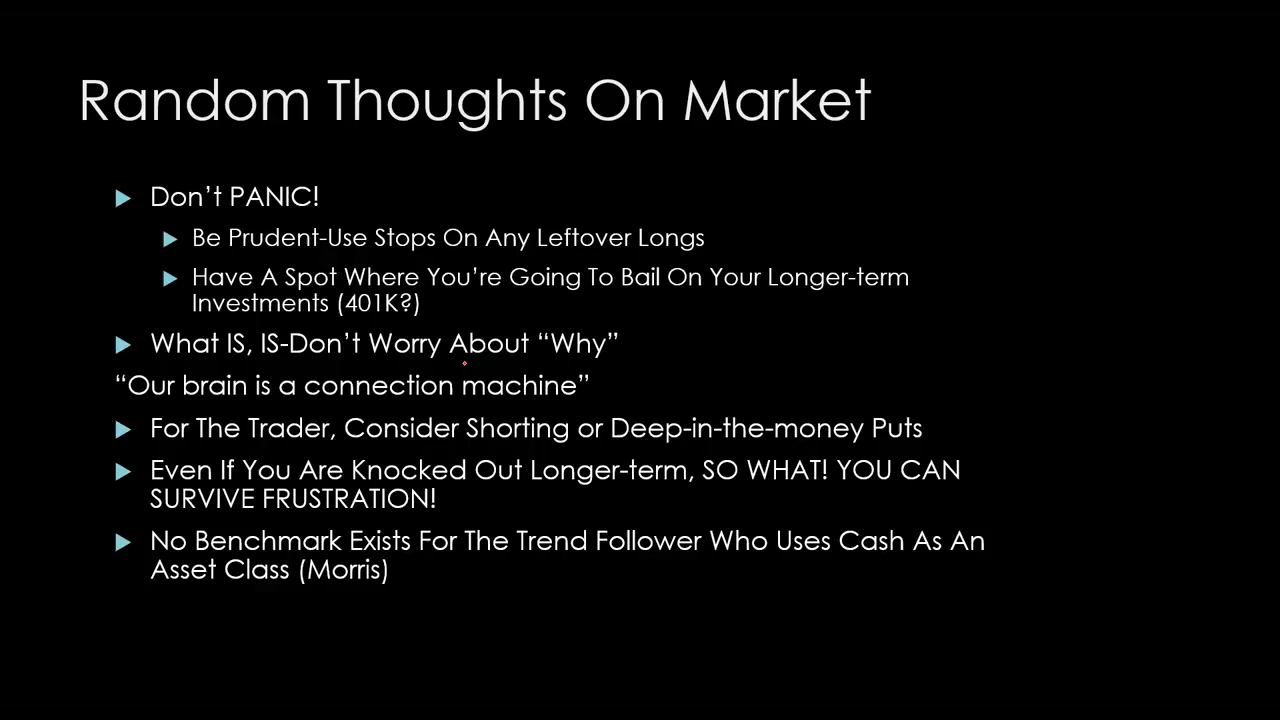 Random Thoughts On Market
Don’t PANIC!
Be Prudent-Use Stops On Any Leftover Longs
Have A Spot Where You’re Going To Bail On Your Longer-term
Investments (401K?)
What IS, IS-Don’t Worry About “Why”
“Our brain is a connection machine”
For The Trader, Consider Shorting or Deep-in-the-money Puts
Even If You Are Knocked Out Longer-term, SO WHAT! YOU CAN
SURVIVE FRUSTRATION!
No Benchmark Exists For The Trend Follower Who Uses Cash As An
Asset Class (Morris)